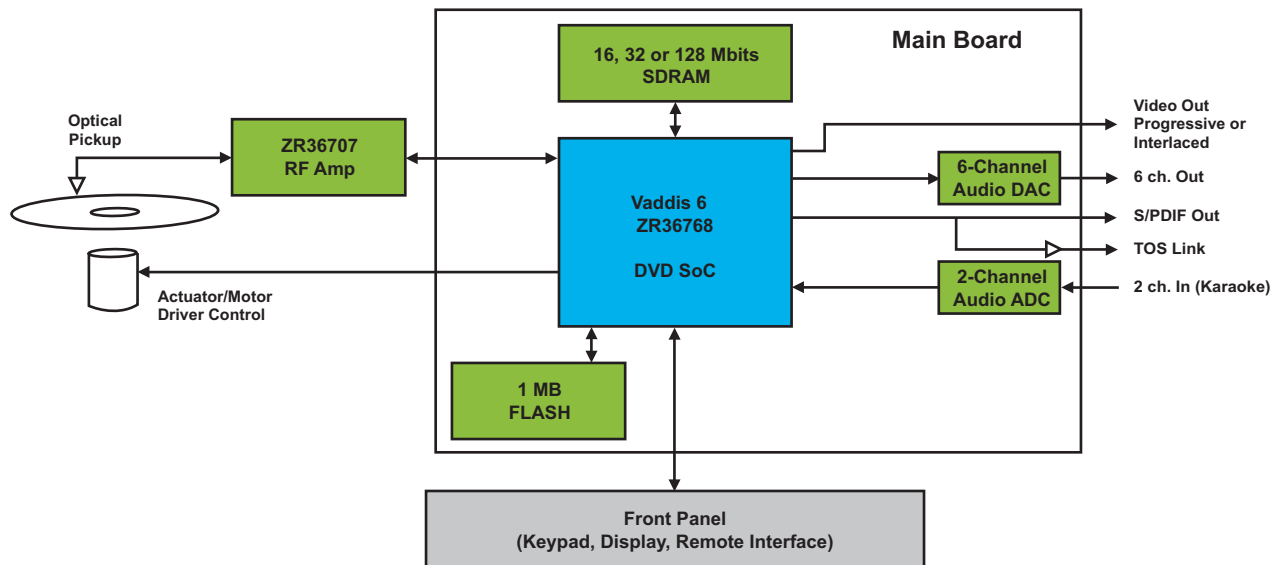 Main Board
16, 32 or 128 Mbits
SDRAM
Optical
Pickup
ZR36707
RF Amp
Vaddis 6
ZR36768
DVD SoC
Video Out
Progressive or
Interlaced
6-Channel
Audio DAC
6 ch. Out
S/PDIF Out
TOS Link
2-Channel
Audio ADC
2 ch. In (Karaoke)
Actuator/Motor
Driver Control
1 MB
FLASH
Front Panel
(Keypad, Display, Remote Interface)